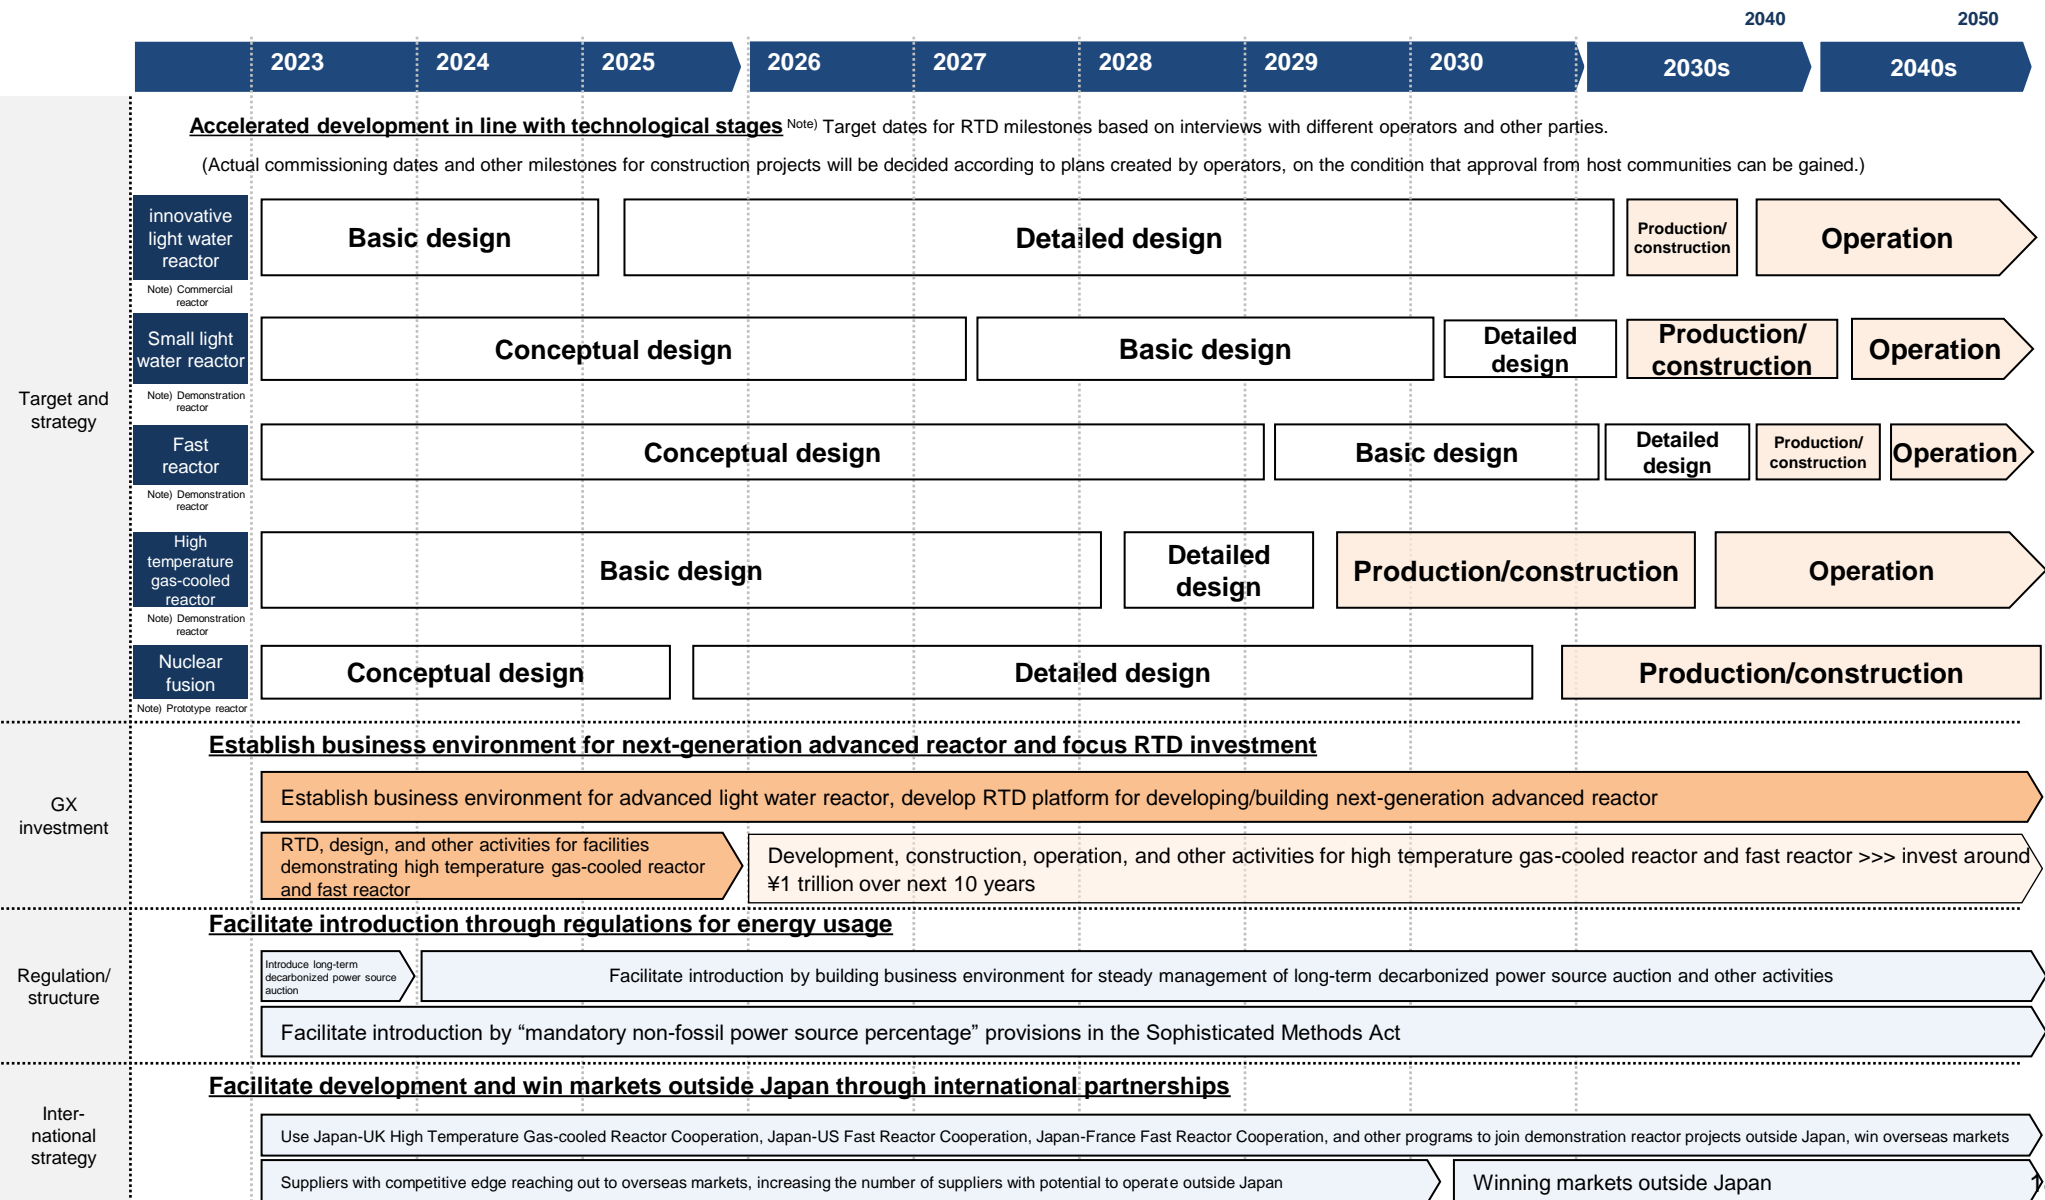 2040
2050
2023
2024
2025
2026
2027
2028
2029
2030
2030s
2040s
Target and
strategy
Accelerated development in line with technological stages Note) Target dates for RTD milestones based on interviews with different operators and other parties.
(Actual commissioning dates and other milestones for construction projects will be decided according to plans created by operators, on the condition that approval from host communities can be gained.)
innovative
light water
reactor
Note) Commercial
reactor
Basic design
Detailed design
Production/
construction
Operation
Small light
water reactor
Note) Demonstration
reactor
Conceptual design
Basic design
Detailed
design
Production/
construction
Operation
Fast
reactor
Note) Demonstration
reactor
Conceptual design
Basic design
Detailed
design
Production/
construction
Operation
High
temperature
gas-cooled
reactor
Note) Demonstration
reactor
Basic design
Detailed
design
Production/construction
Operation
Nuclear
fusion
Note) Prototype reactor
Conceptual design
Detailed design
Production/construction
GX
investment
Establish business environment for next-generation advanced reactor and focus RTD investment
Establish business environment for advanced light water reactor, develop RTD platform for developing/building next-generation advanced reactor
RTD, design, and other activities for facilities
demonstrating high temperature gas-cooled reactor
and fast reactor
Development, construction, operation, and other activities for high temperature gas-cooled reactor and fast reactor >>> invest around
¥1 trillion over next 10 years
Regulation/
structure
Facilitate introduction through regulations for energy usage
Introduce long-term
decarbonized power source
auction
Facilitate introduction by building business environment for steady management of long-term decarbonized power source auction and other activities
Facilitate introduction by “mandatory non-fossil power source percentage” provisions in the Sophisticated Methods Act
Inter-
national
strategy
Facilitate development and win markets outside Japan through international partnerships
Use Japan-UK High Temperature Gas-cooled Reactor Cooperation, Japan-US Fast Reactor Cooperation, Japan-France Fast Reactor Cooperation, and other programs to join demonstration reactor projects outside Japan, win overseas markets
Suppliers with competitive edge reaching out to overseas markets, increasing the number of suppliers with potential to operate outside Japan
Winning markets outside Japan